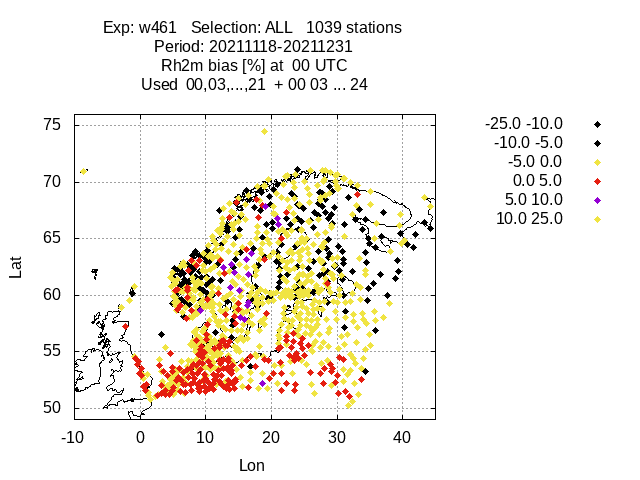 Exp: w461 Selection: ALL 1039 stations
Period: 20211118-20211231
Rh2m bias [%] at 00 UTC
Used 00,03,...,21 + 00 03 ... 24
-25.0 -10.0
-10.0 -5.0
-5.0 0.0
0.0 5.0
5.0 10.0
10.0 25.0
75
70
65
60
55
50
Lat
-10 0 10 20 30 40
Lon